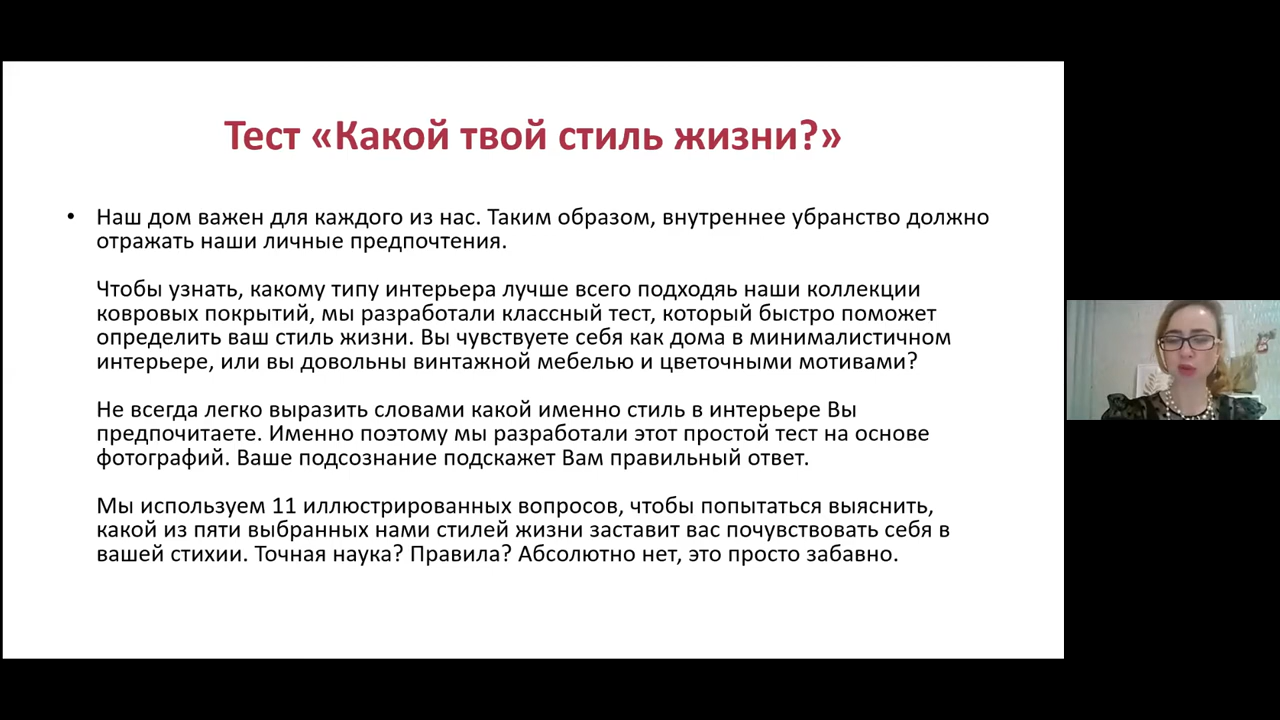 Тест «Какой твой стиль жизни?»
• Наш дом важен для каждого из нас. Таким образом, внутреннее убранство должно
отражать наши личные предпочтения.
Чтобы узнать, какому типу интерьера лучше всего подходяь наши коллекции
ковровых покрытий, мы разработали классный тест, который быстро поможет
определить ваш стиль жизни. Вы чувствуете себя как дома в минималистичном
интерьере, или вы довольны винтажной мебелью и цветочными мотивами?
Не всегда легко выразить словами какой именно стиль в интерьере Вы
предпочитаете. Именно поэтому мы разработали этот простой тест на основе
фотографий. Ваше подсознание подскажет Вам правильный ответ.
Мы используем 11 иллюстрированных вопросов, чтобы попытаться выяснить,
какой из пяти выбранных нами стилей жизни заставит вас почувствовать себя в
вашей стихии. Точная наука? Правила? Абсолютно нет, это просто забавно.